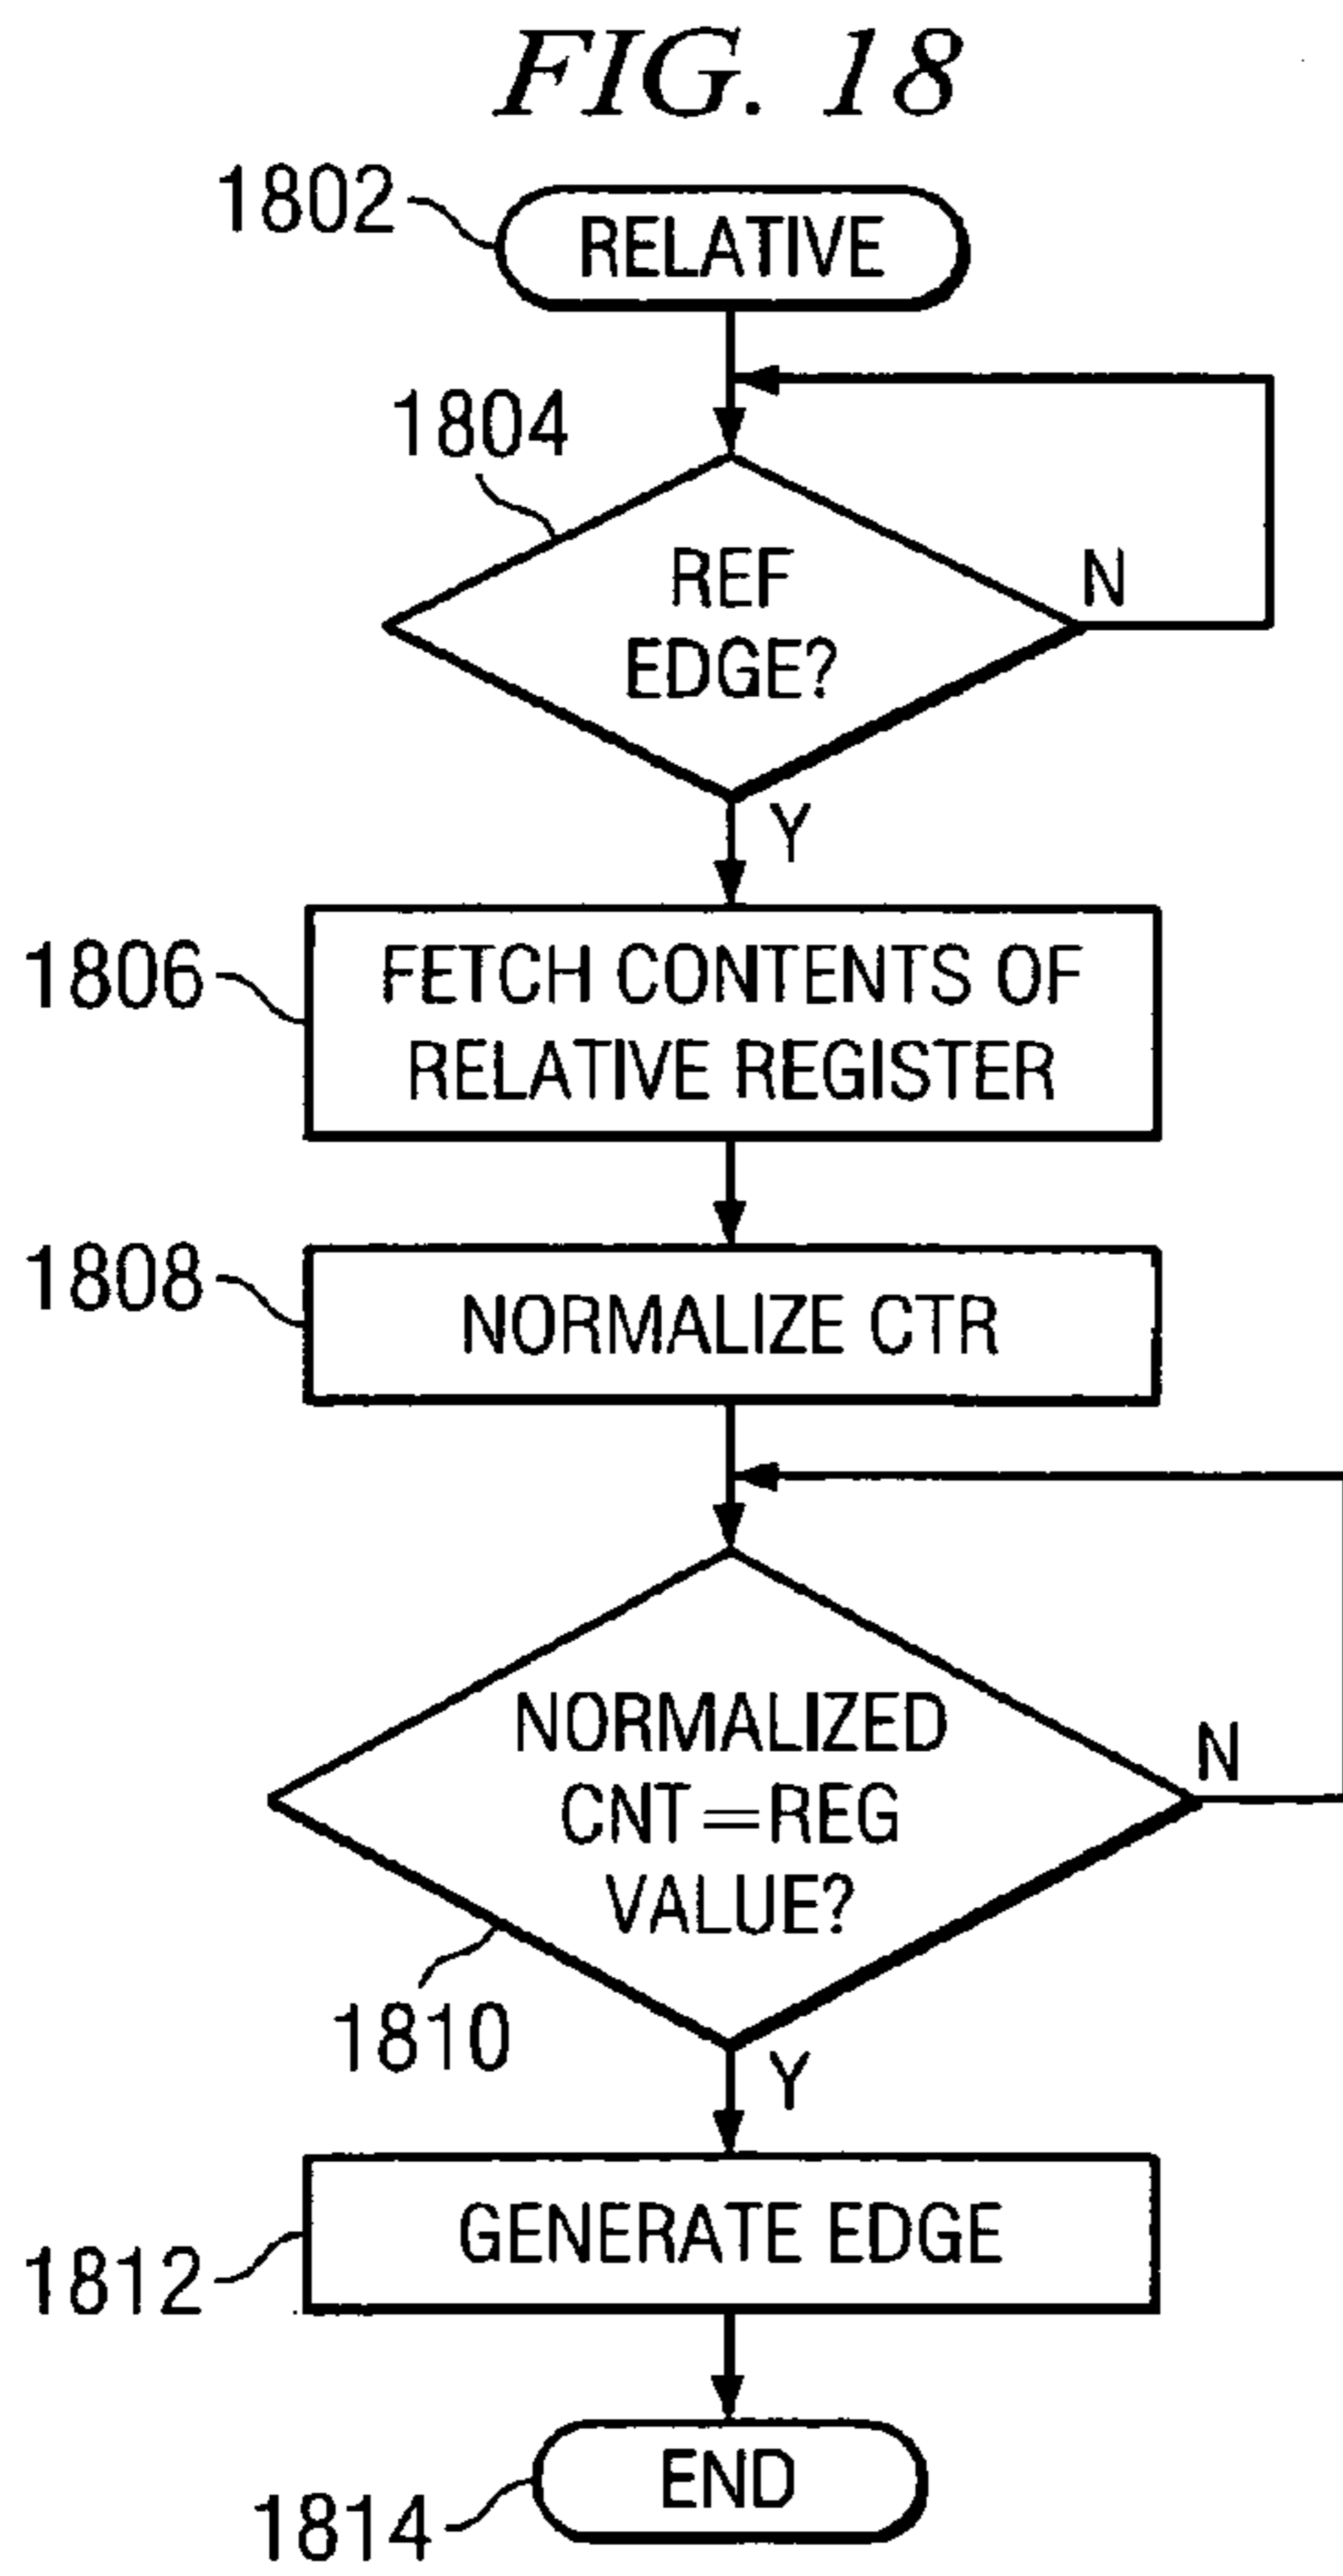 FIG. 18
1802
RELATIVE
1804
REF
EDGE?
N
Y
1806
FETCH CONTENTS OF
RELATIVE REGISTER
1808
NORMALIZE CTR
NORMALIZED
CNT=REG
VALUE?
N
1810
Y
1812
GENERATE EDGE
1814
END